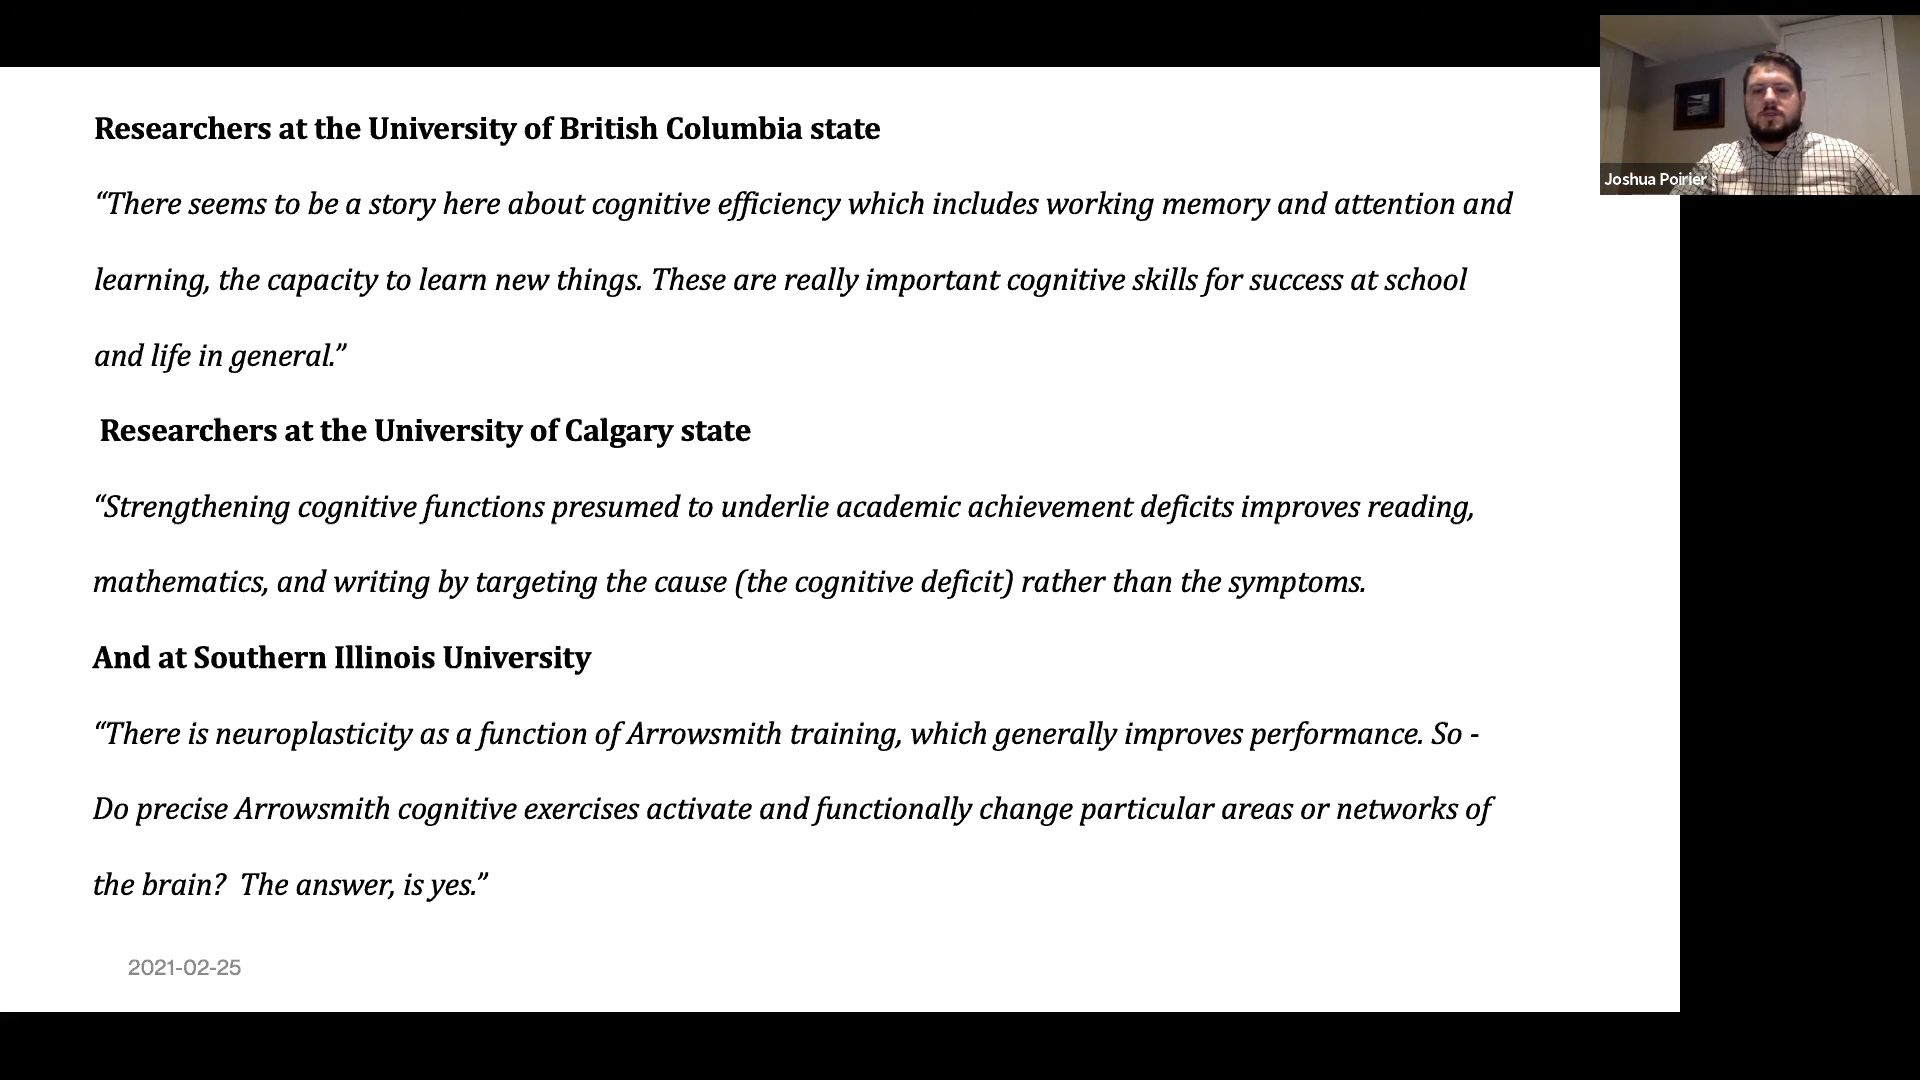 Researchers at the University of British Columbia state
“There seems to be a story here about cognitive efficiency which includes working memory and attention and
learning, the capacity to learn new things. These are really important cognitive skills for success at school
and life in general.”
Researchers at the University of Calgary state
“Strengthening cognitive functions presumed to underlie academic achievement deficits improves reading,
mathematics, and writing by targeting the cause (the cognitive deficit) rather than the symptoms.
And at Southern Illinois University
“There is neuroplasticity as a function of Arrowsmith training, which generally improves performance. So -
Do precise Arrowsmith cognitive exercises activate and functionally change particular areas or networks of
the brain?  The answer, is yes.”
2021-02-25
Joshua Poirier